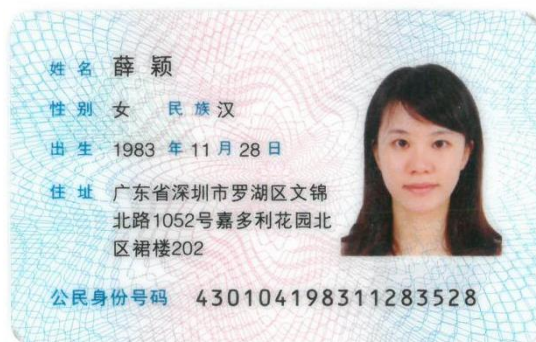 姓名 薛颖
性别 女 民族 汉
出生 1983 年 11 月 28 日
住址 广东省深圳市罗湖区文锦
北路1052号嘉多利花园北
区裙楼202
公民身份号码 430104198311283528